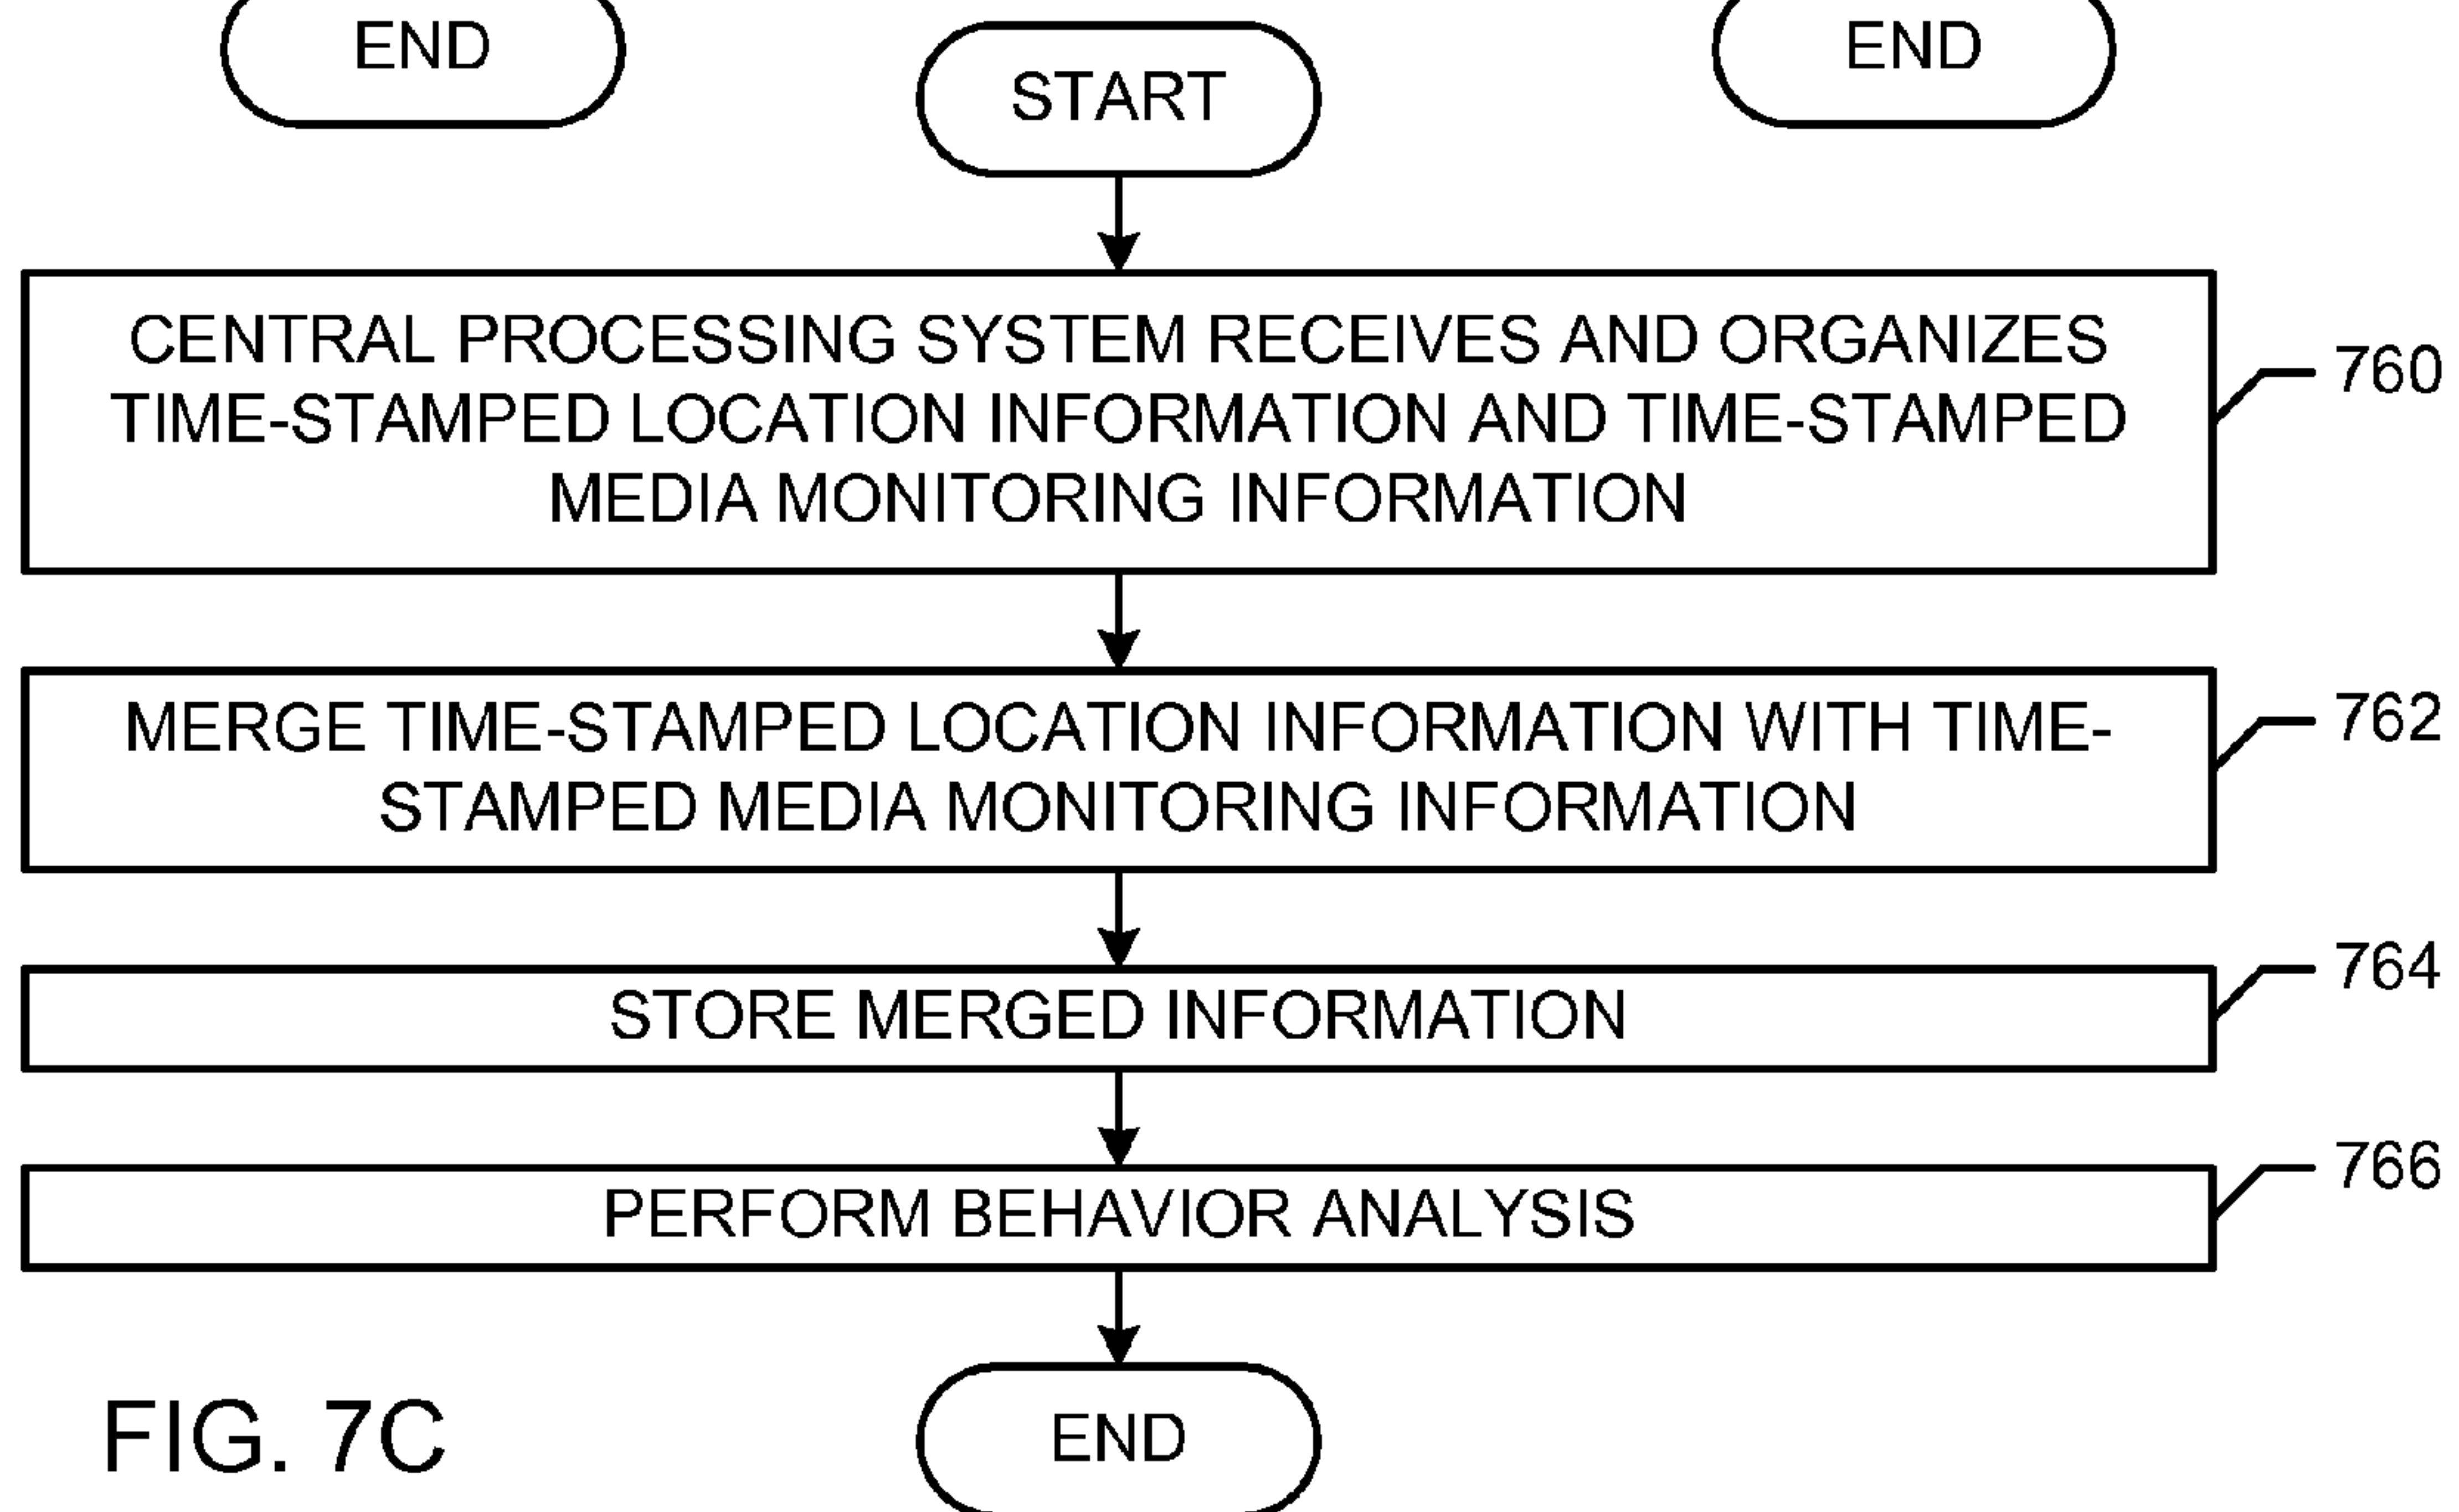 END
END
START
CENTRAL PROCESSING SYSTEM RECEIVES AND ORGANIZES
TIME-STAMPED LOCATION INFORMATION AND TIME-STAMPED
MEDIA MONITORING INFORMATION
760
MERGE TIME-STAMPED LOCATION INFORMATION WITH TIME-
STAMPED MEDIA MONITORING INFORMATION
762
STORE MERGED INFORMATION
764
PERFORM BEHAVIOR ANALYSIS
766
END
FIG. 7C